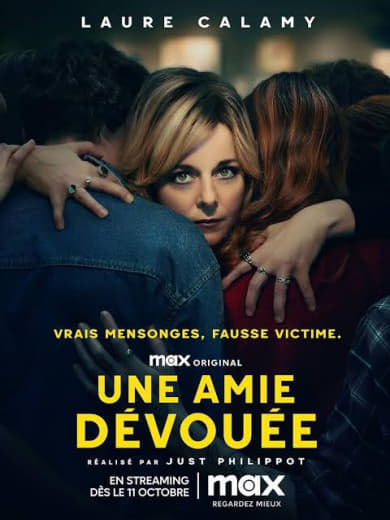 LAURE CALAMY
VRAIS MENSONGES, FAUSSE VICTIME.
max ORIGINAL
UNE AMIE
DÉVOUÉE
RÉALISÉ PAR JUST PHILIPPOT
EN STREAMING
DÈS LE 11 OCTOBRE
max
REGARDEZ MIEUX